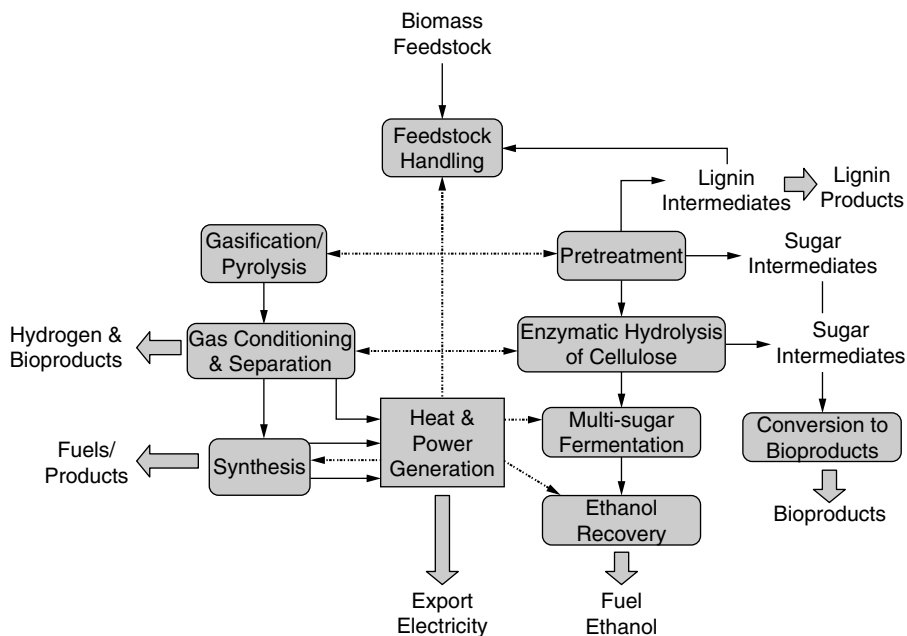 Biomass
Feedstock
Feedstock
Handling
Lignin
Intermediates
Lignin
Products
Gasification/
Pyrolysis
Pretreatment
Sugar
Intermediates
Hydrogen &
Bioproducts
Gas Conditioning
& Separation
Enzymatic Hydrolysis
of Cellulose
Sugar
Intermediates
Heat &
Power
Generation
Multi-sugar
Fermentation
Conversion to
Bioproducts
Fuels/
Products
Synthesis
Ethanol
Recovery
Bioproducts
Export
Electricity
Fuel
Ethanol